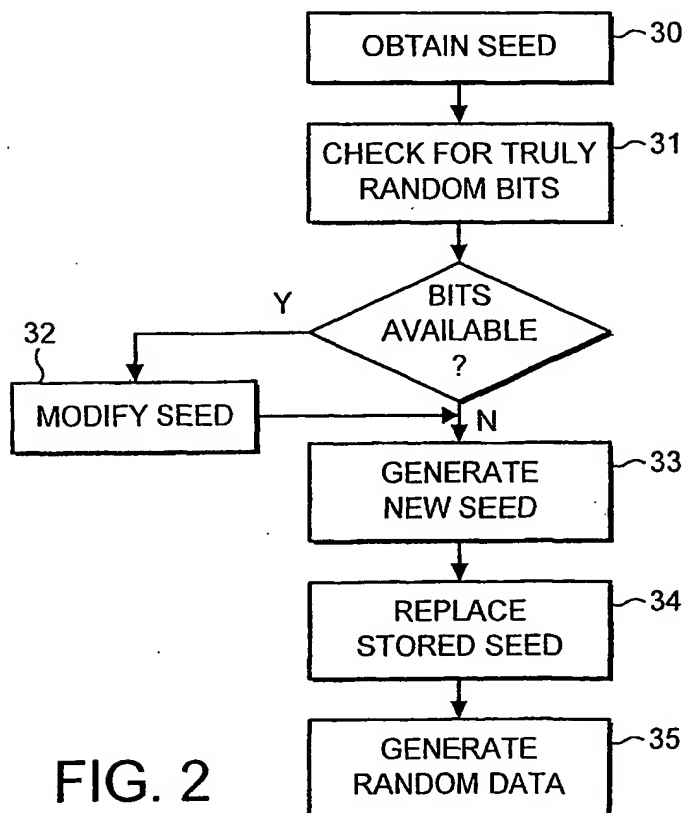 OBTAIN SEED
30
CHECK FOR TRULY
RANDOM BITS
31
BITS
AVAILABLE
?
Y
N
32
MODIFY SEED
GENERATE
NEW SEED
33
REPLACE
STORED SEED
34
GENERATE
RANDOM DATA
35
FIG. 2